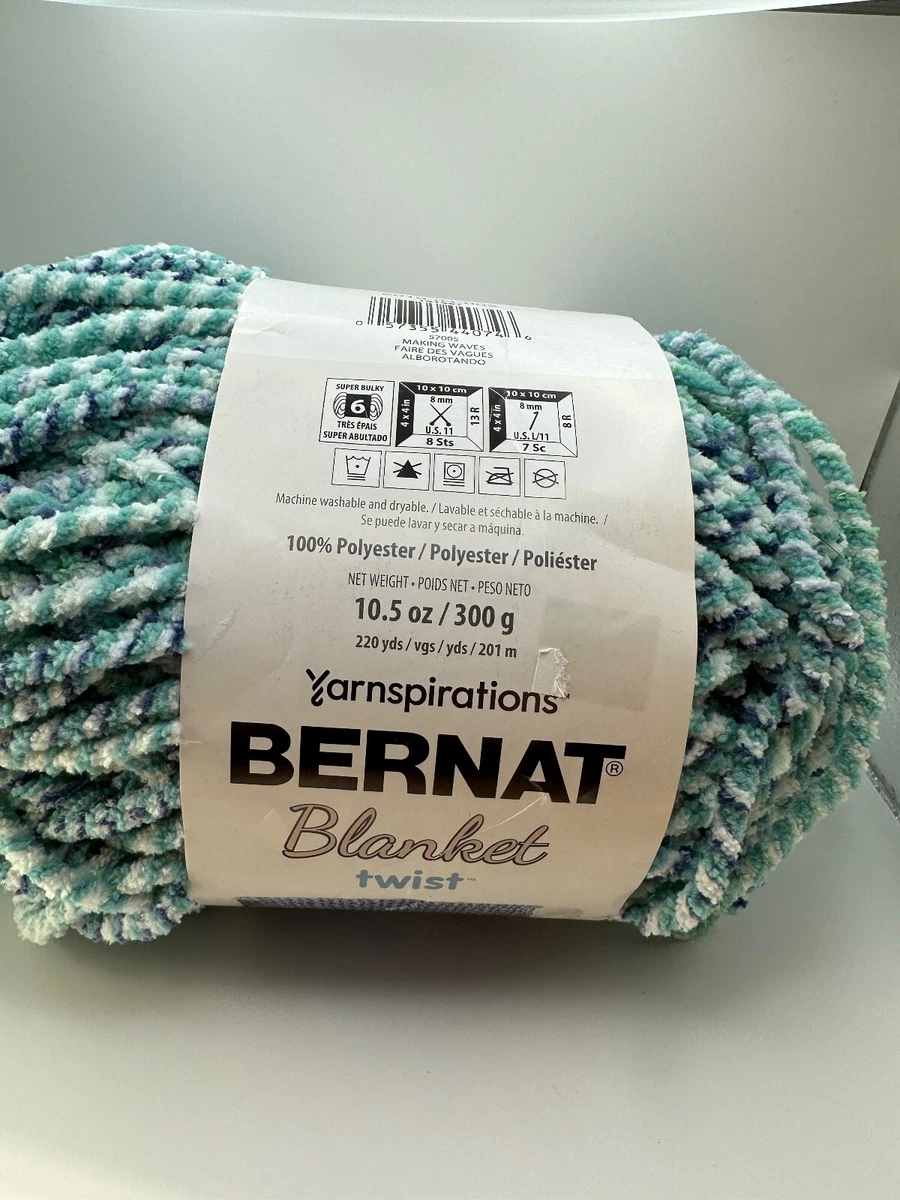 0 57355 44074 6
57005
MAKING WAVES
FAIRE DES VAGUES
ALBOROTANDO
SUPER BULKY
6
TRÈS ÉPAIS
SUPER ABULTADO
10 x 10 cm
4 x 4 in
8 mm
U.S. 11
13 R
8 Sts
10 x 10 cm
4 x 4 in
8 mm
U.S. L/11
8 R
7 Sc
Machine washable and dryable. / Lavable et séchable à la machine. /
Se puede lavar y secar a máquina.
100% Polyester / Polyester / Poliéster
NET WEIGHT • POIDS NET • PESO NETO
10.5 oz / 300 g
220 yds / vgs / yds / 201 m
Yarnspirations™
BERNAT®
Blanket
twist™